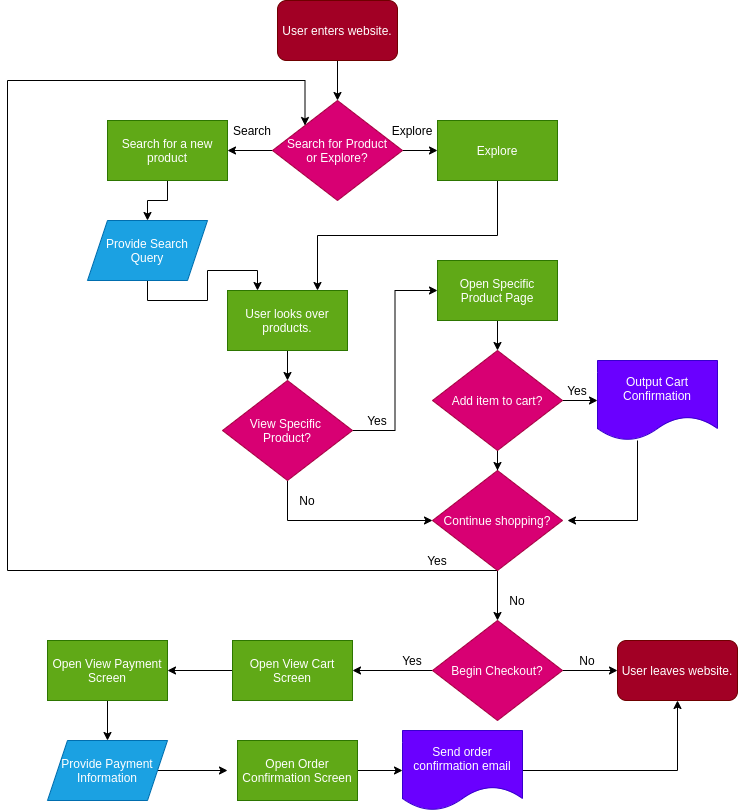 User enters website.
Search
Explore
Search for a new
product
Search for Product
or Explore?
Explore
Provide Search
Query
User looks over
products.
Open Specific
Product Page
View Specific
Product?
Yes
Add item to cart?
Yes
Output Cart
Confirmation
No
Continue shopping?
Yes
No
Open View Payment
Screen
Open View Cart
Screen
Yes
Begin Checkout?
No
User leaves website.
Provide Payment
Information
Open Order
Confirmation Screen
Send order
confirmation email